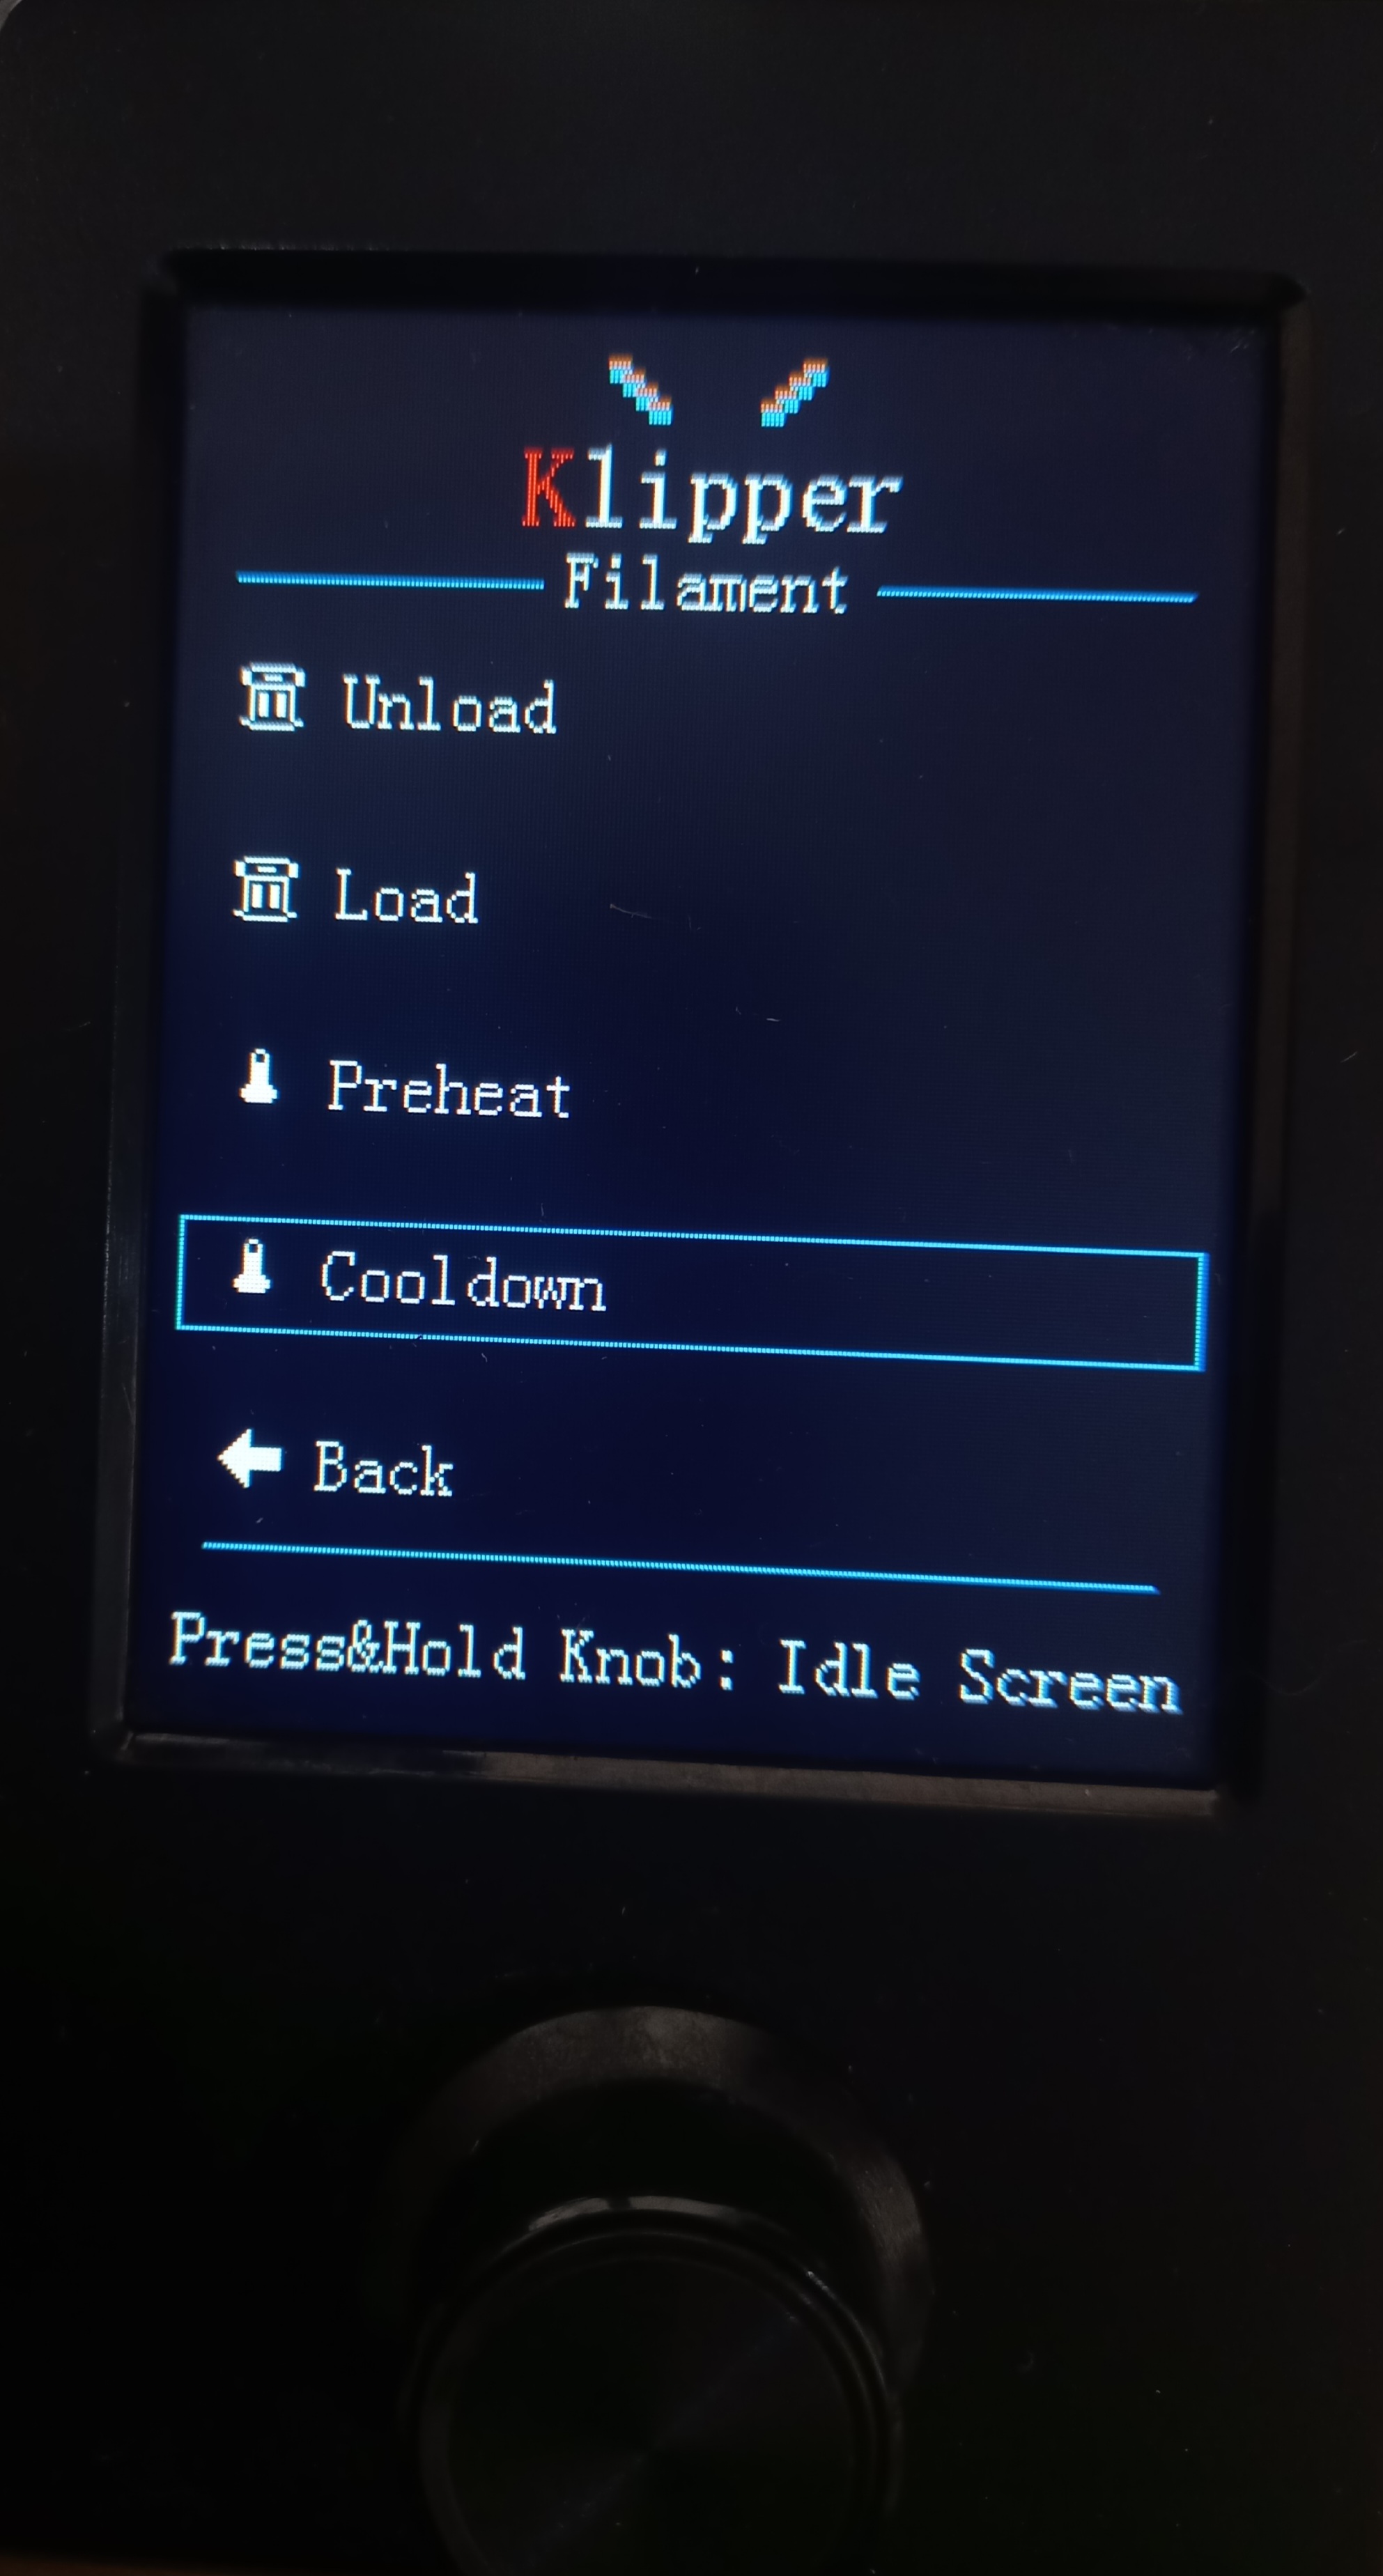 Klipper
Filament
Unload
Load
Preheat
Cooldown
Back
Press&Hold Knob: Idle Screen